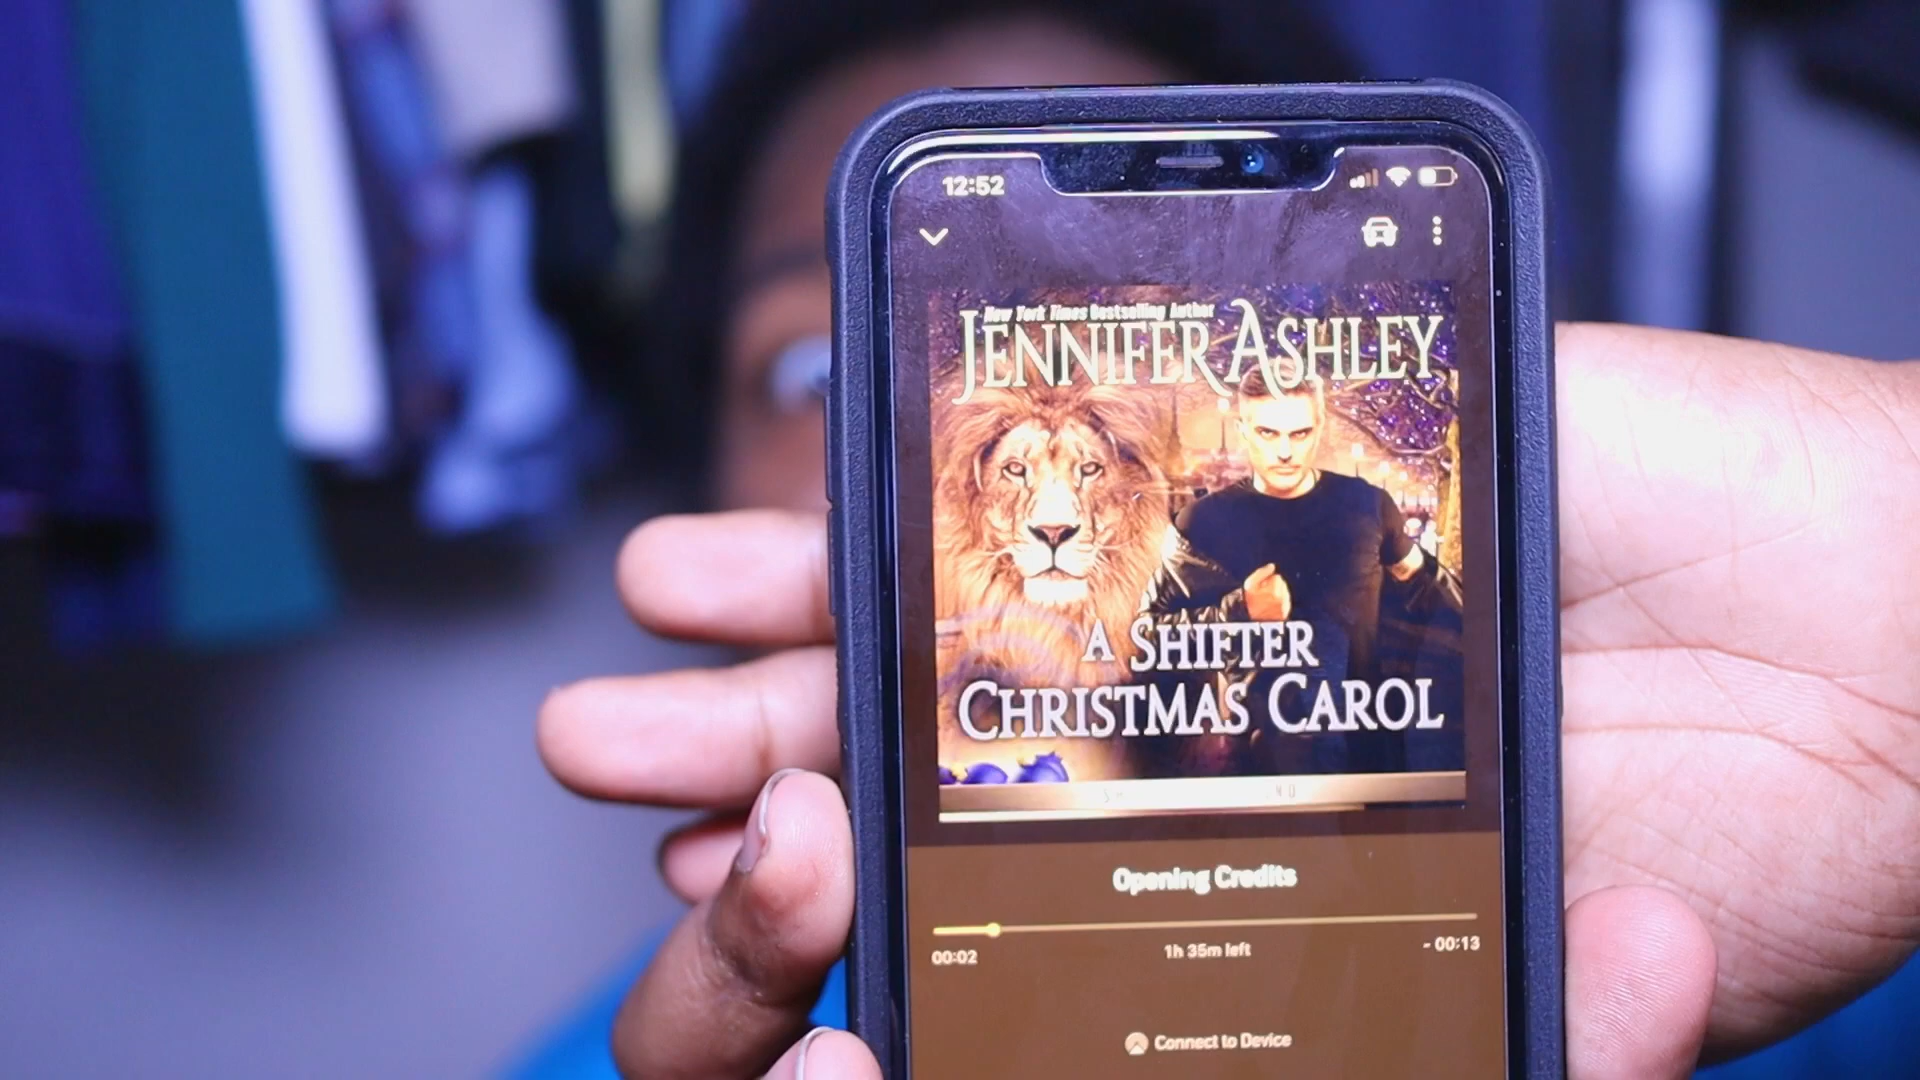 12:52
New York Times Bestselling Author
JENNIFER ASHLEY
A SHIFTER
CHRISTMAS CAROL
Opening Credits
00:02 1h 35m left - 00:13
Connect to Device